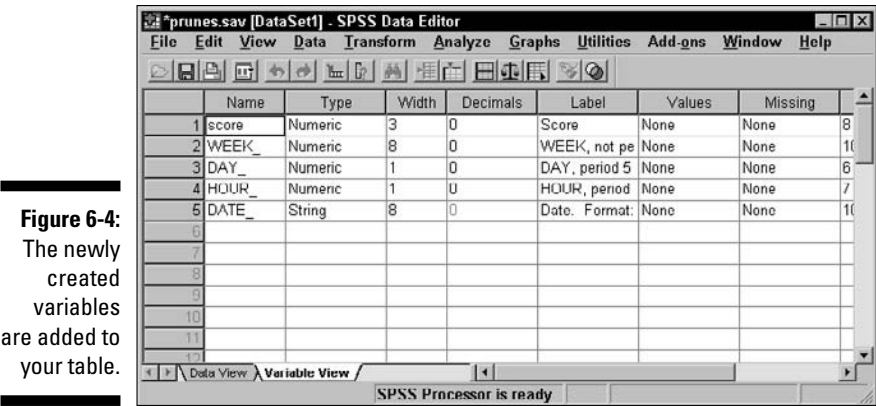 Figure 6-4:
The newly
created
variables
are added to
your table.
*prunes.sav [DataSet1] - SPSS Data Editor
File Edit View Data Transform Analyze Graphs Utilities Add-ons Window Help
Name Type Width Decimals Label Values Missing
1 score Numeric 3 0 Score None None 8
2 WEEK_ Numeric 8 0 WEEK, not pe None None 10
3 DAY_ Numeric 1 0 DAY, period 5 None None 6
4 HOUR_ Numeric 1 0 HOUR, period None None 7
5 DATE_ String 8 0 Date. Format: None None 10
6
7
8
9
10
11
12
Data View Variable View
SPSS Processor is ready